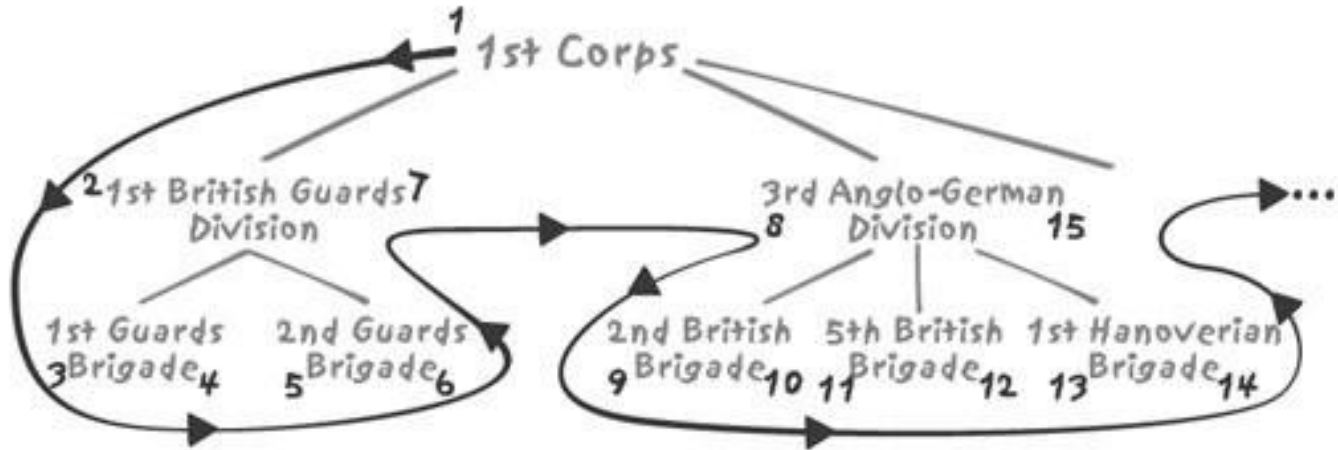 1
1st Corps
2 1st British Guards 7
Division
3rd Anglo-German
8 Division 15
...
1st Guards
3 Brigade 4
2nd Guards
5 Brigade 6
2nd British
9 Brigade 10
5th British
11 Brigade 12
1st Hanoverian
13 Brigade 14